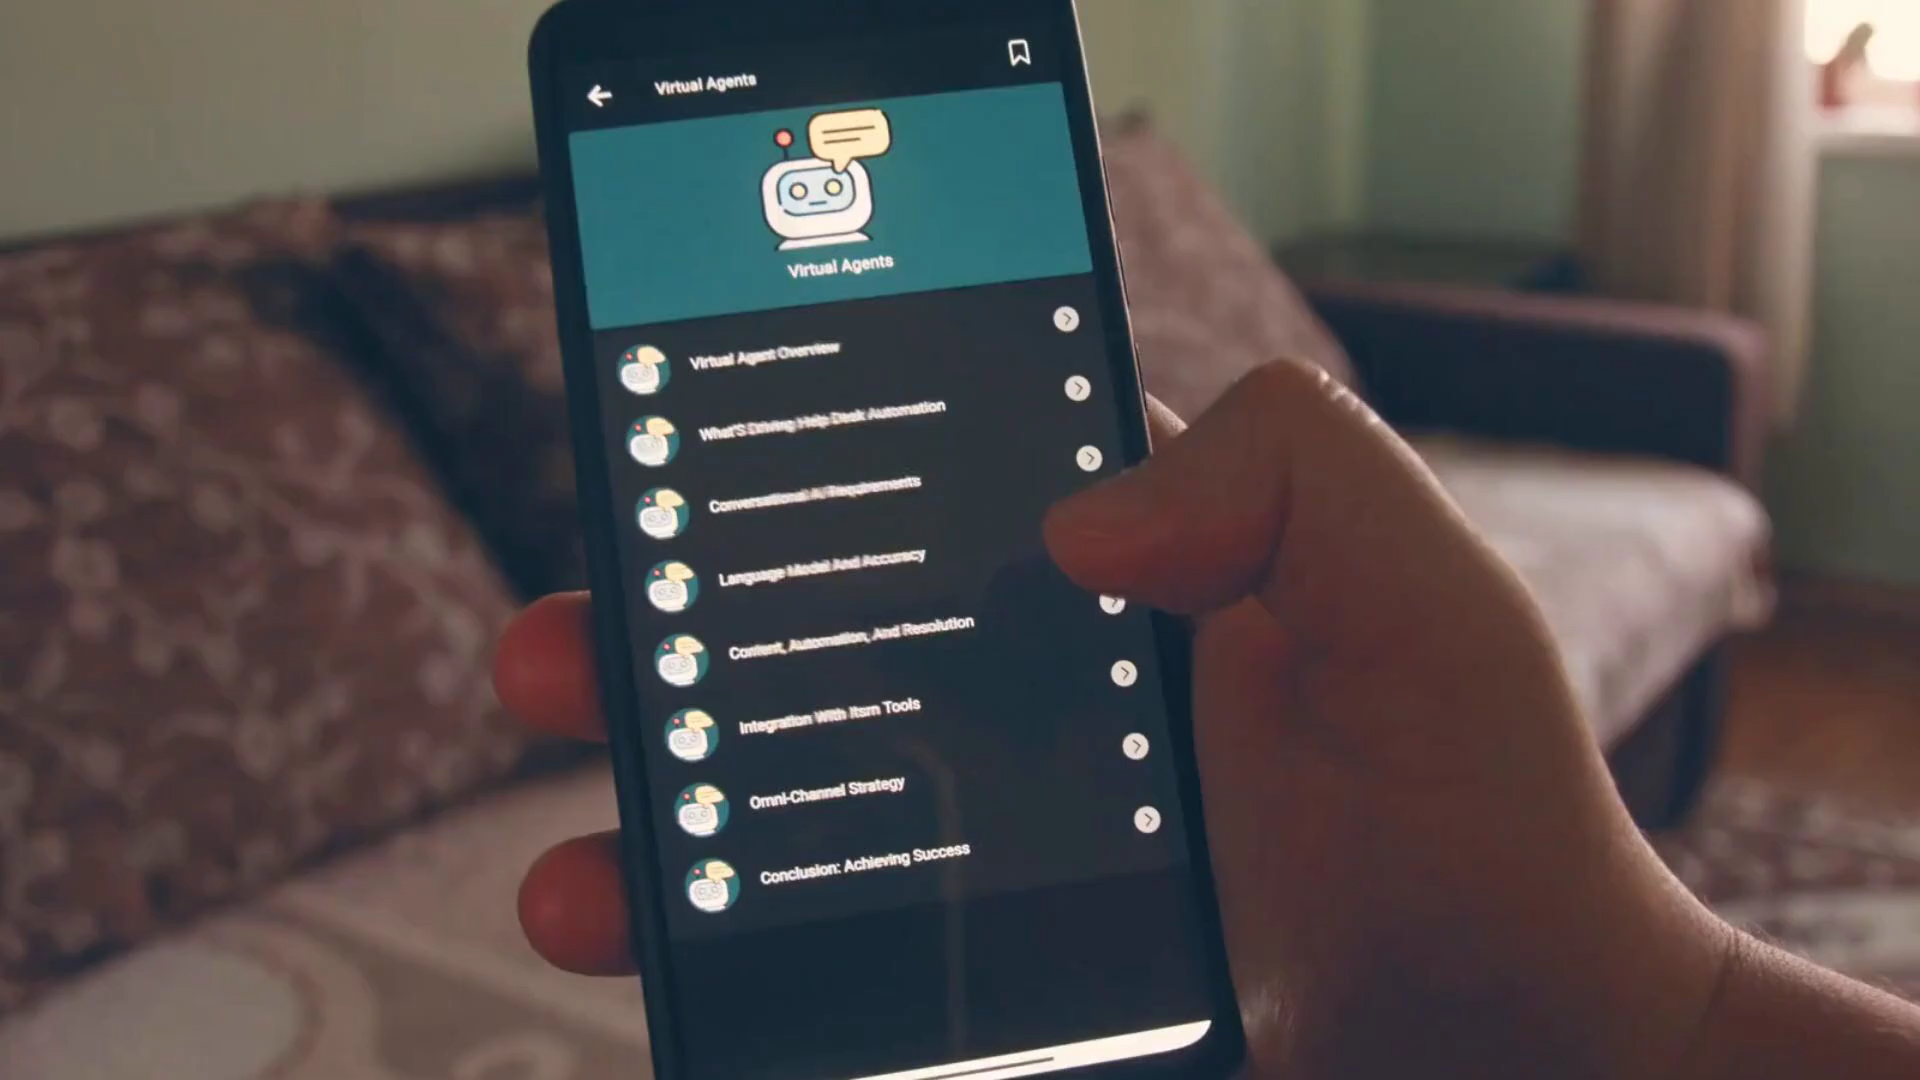 Virtual Agents
Virtual Agents
Virtual Agent Overview
What'S Driving Help Desk Automation
Conversational Ai Requirements
Language Model And Accuracy
Content, Automation, And Resolution
Integration With Itsm Tools
Omni-Channel Strategy
Conclusion: Achieving Success